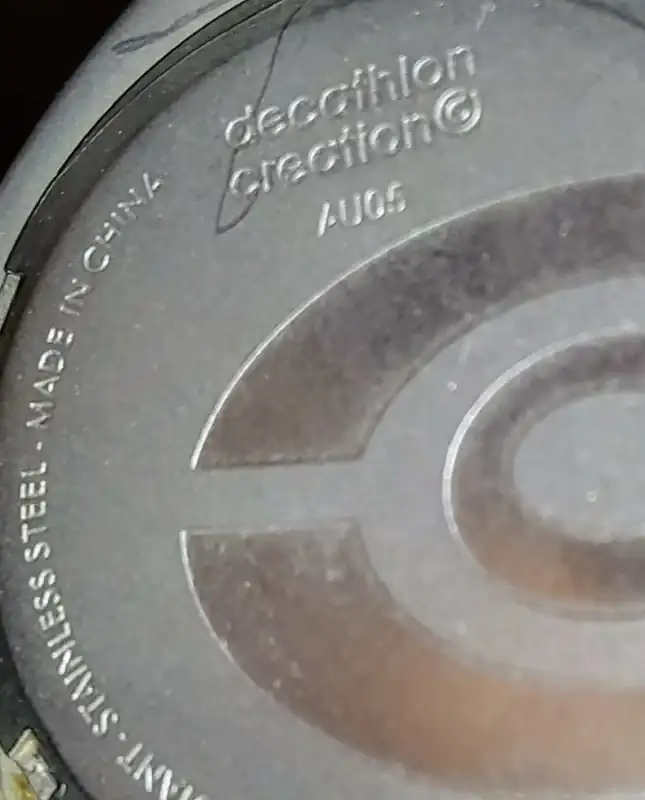 decathlon
creation©
AU05
STAINLESS STEEL - MADE IN CHINA